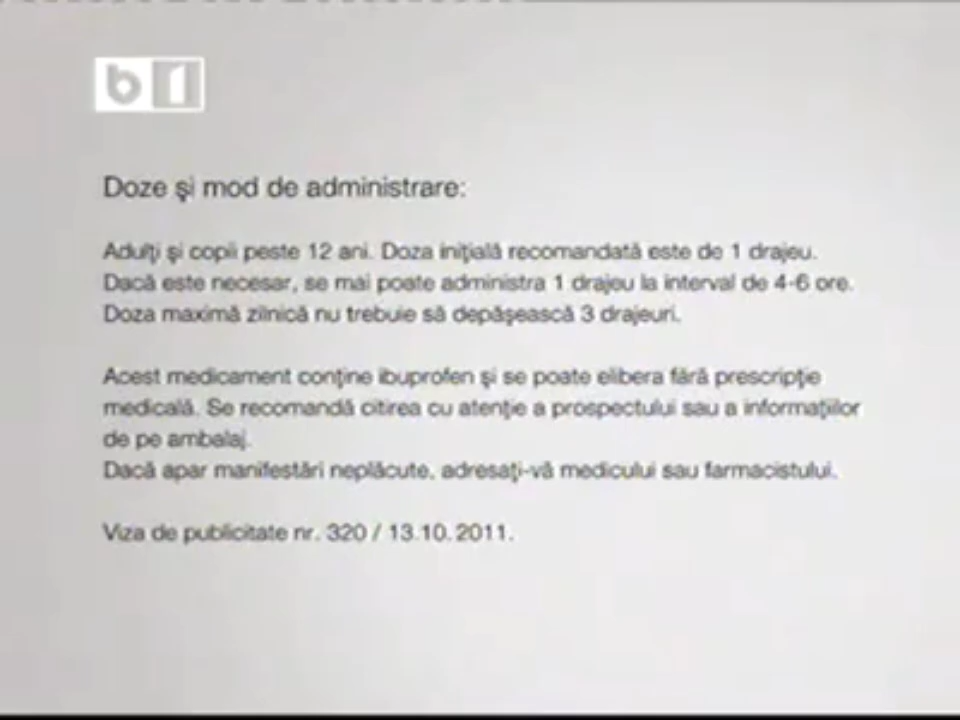 b1
Doze şi mod de administrare:
Adulţi şi copii peste 12 ani. Doza iniţială recomandată este de 1 drajeu.
Dacă este necesar, se mai poate administra 1 drajeu la interval de 4-6 ore.
Doza maximă zilnică nu trebuie să depăşească 3 drajeuri.
Acest medicament conţine ibuprofen şi se poate elibera fără prescripţie
medicală. Se recomandă citirea cu atenţie a prospectului sau a informaţiilor
de pe ambalaj.
Dacă apar manifestări neplăcute, adresaţi-vă medicului sau farmacistului.
Viza de publicitate nr. 320 / 13.10.2011.